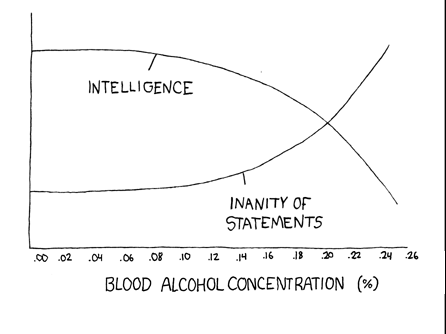 INTELLIGENCE
INANITY OF
STATEMENTS
.00 .02 .04 .06 .08 .10 .12 .14 .16 .18 .20 .22 .24 .26
BLOOD ALCOHOL CONCENTRATION (%)